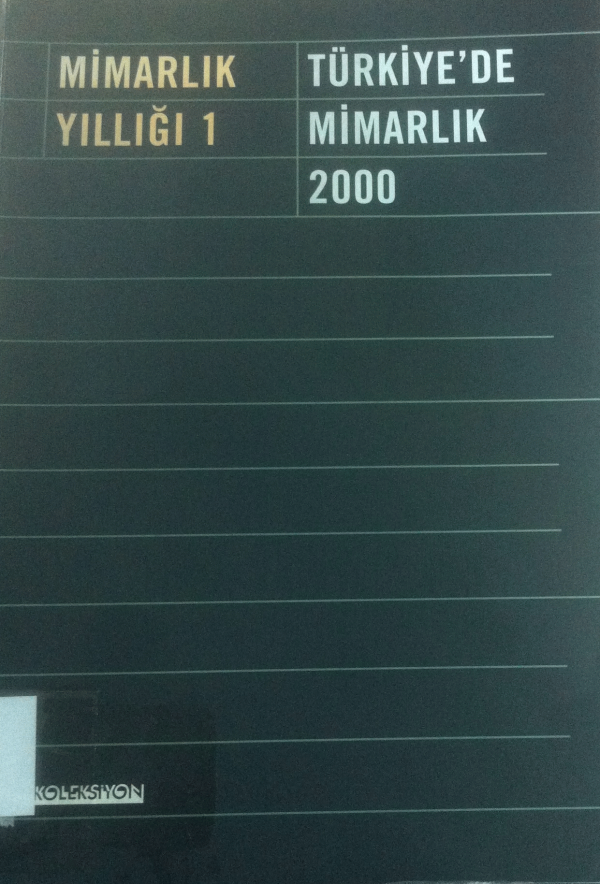 MİMARLIK
YILLIĞI 1
TÜRKİYE'DE
MİMARLIK
2000
KOLEKSİYON